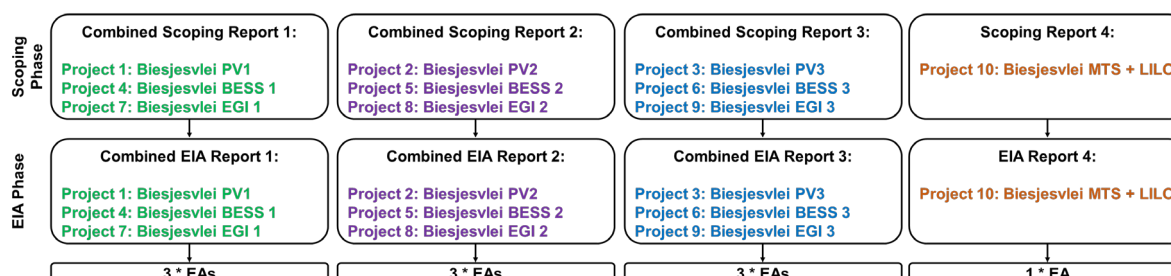 Scoping Phase
Combined Scoping Report 1:
Project 1: Biesjesvlei PV1
Project 4: Biesjesvlei BESS 1
Project 7: Biesjesvlei EGI 1
Combined Scoping Report 2:
Project 2: Biesjesvlei PV2
Project 5: Biesjesvlei BESS 2
Project 8: Biesjesvlei EGI 2
Combined Scoping Report 3:
Project 3: Biesjesvlei PV3
Project 6: Biesjesvlei BESS 3
Project 9: Biesjesvlei EGI 3
Scoping Report 4:
Project 10: Biesjesvlei MTS + LILO
EIA Phase
Combined EIA Report 1:
Project 1: Biesjesvlei PV1
Project 4: Biesjesvlei BESS 1
Project 7: Biesjesvlei EGI 1
Combined EIA Report 2:
Project 2: Biesjesvlei PV2
Project 5: Biesjesvlei BESS 2
Project 8: Biesjesvlei EGI 2
Combined EIA Report 3:
Project 3: Biesjesvlei PV3
Project 6: Biesjesvlei BESS 3
Project 9: Biesjesvlei EGI 3
EIA Report 4:
Project 10: Biesjesvlei MTS + LILO
3 * EAs
3 * EAs
3 * EAs
1 * EA